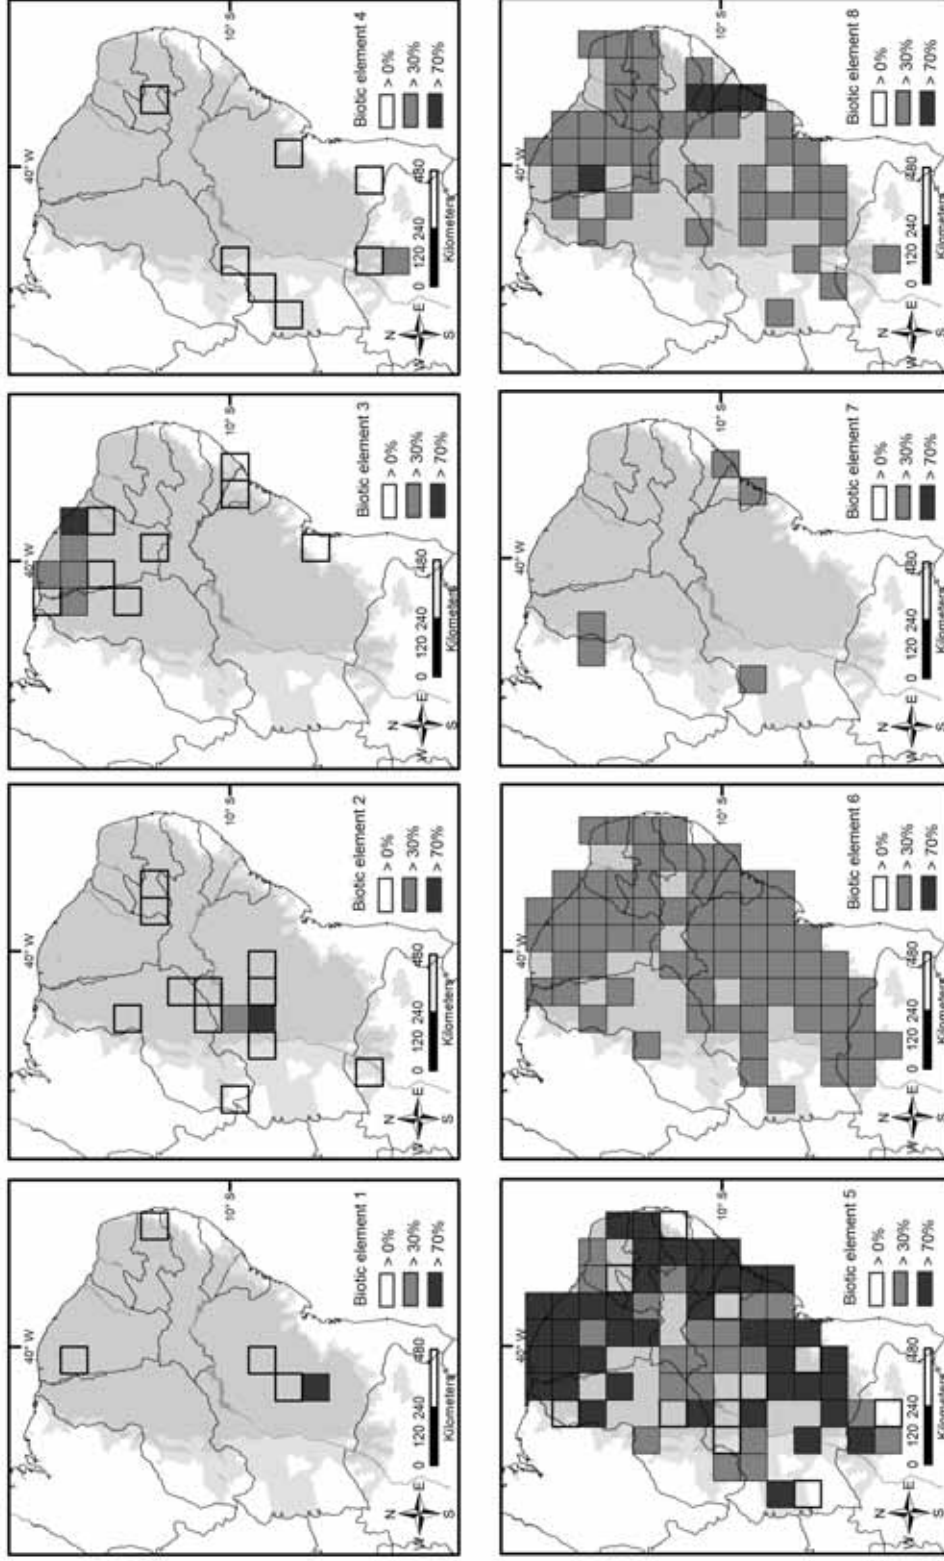 40° W
10° S
Biotic element 1
> 0%
> 30%
> 70%
N
W E
S
0 120 240 480
Kilometers
40° W
10° S
Biotic element 2
> 0%
> 30%
> 70%
N
W E
S
0 120 240 480
Kilometers
40° W
10° S
Biotic element 3
> 0%
> 30%
> 70%
N
W E
S
0 120 240 480
Kilometers
40° W
10° S
Biotic element 4
> 0%
> 30%
> 70%
N
W E
S
0 120 240 480
Kilometers
40° W
10° S
Biotic element 5
> 0%
> 30%
> 70%
N
W E
S
0 120 240 480
Kilometers
40° W
10° S
Biotic element 6
> 0%
> 30%
> 70%
N
W E
S
0 120 240 480
Kilometers
40° W
10° S
Biotic element 7
> 0%
> 30%
> 70%
N
W E
S
0 120 240 480
Kilometers
40° W
10° S
Biotic element 8
> 0%
> 30%
> 70%
N
W E
S
0 120 240 480
Kilometers